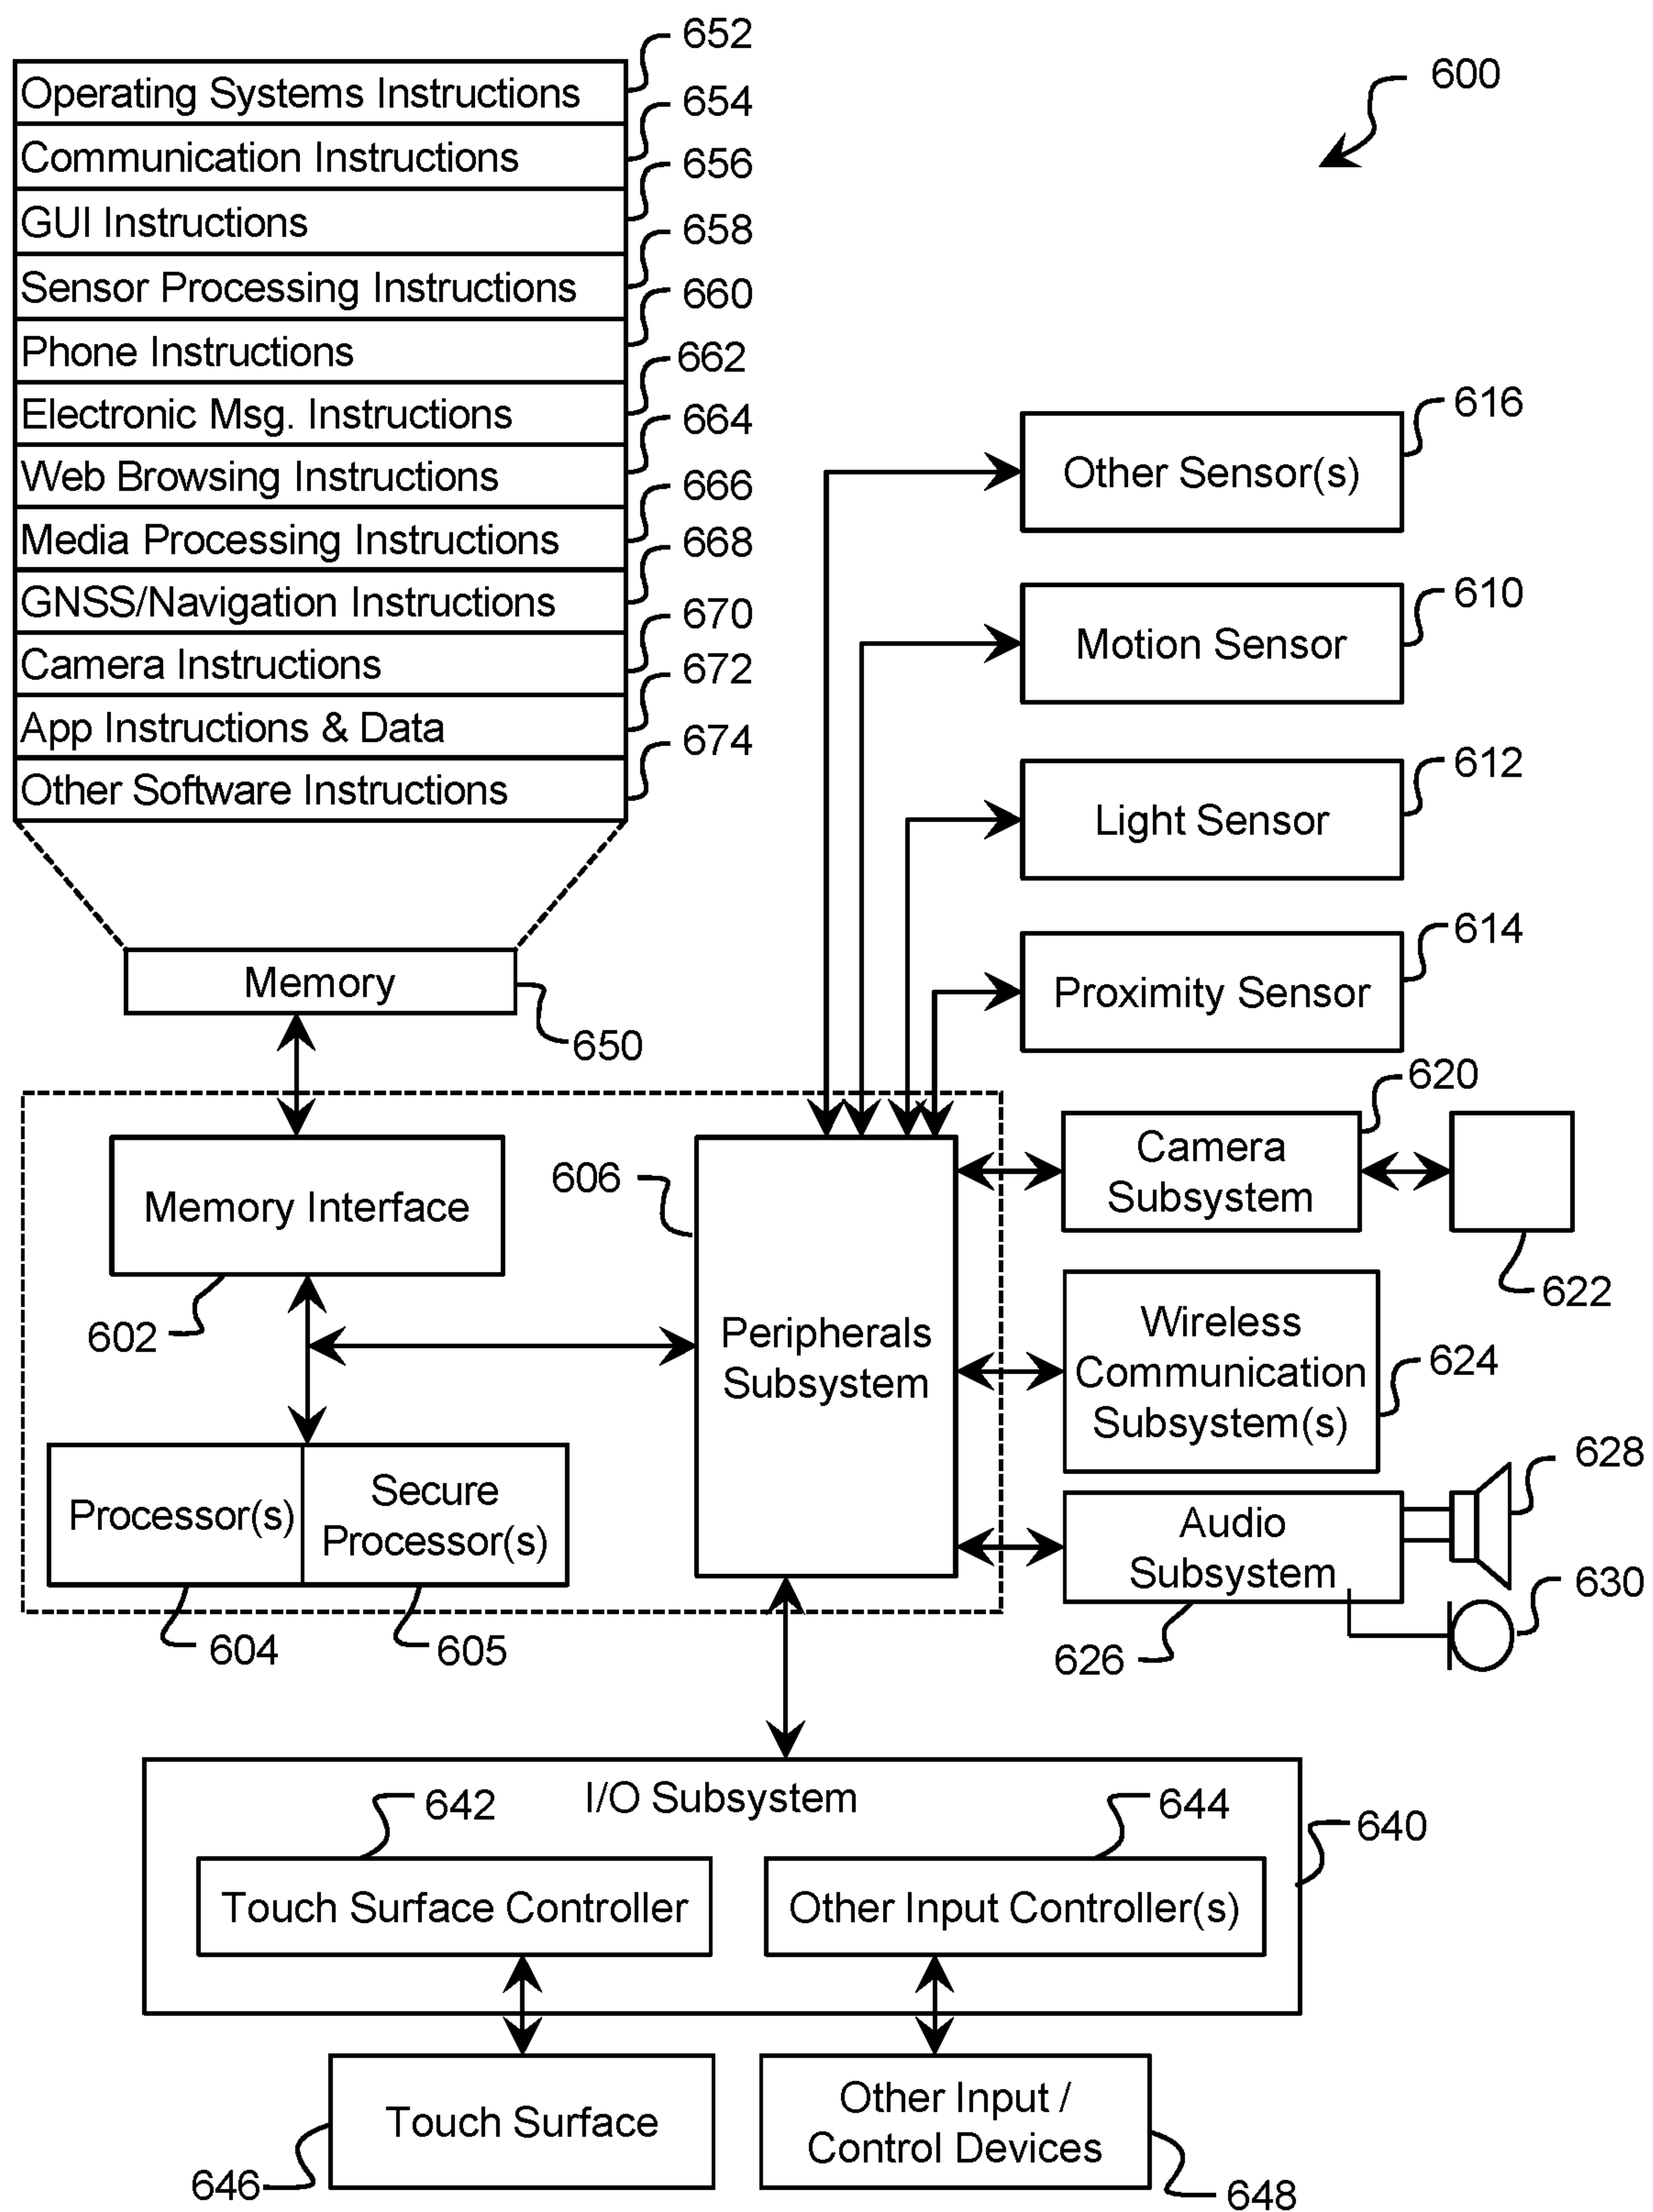 652
600
Operating Systems Instructions
654
Communication Instructions
656
GUI Instructions
658
Sensor Processing Instructions
660
Phone Instructions
662
Electronic Msg. Instructions
664
Web Browsing Instructions
666
Media Processing Instructions
668
GNSS/Navigation Instructions
670
Camera Instructions
672
App Instructions & Data
674
Other Software Instructions
616
Other Sensor(s)
610
Motion Sensor
612
Light Sensor
614
Proximity Sensor
Memory
650
620
Camera
Subsystem
622
606
Memory Interface
602
Peripherals
Subsystem
Wireless
Communication
Subsystem(s)
624
Processor(s)
Secure
Processor(s)
604
605
Audio
Subsystem
628
630
626
I/O Subsystem
642
644
640
Touch Surface Controller
Other Input Controller(s)
Touch Surface
646
Other Input /
Control Devices
648